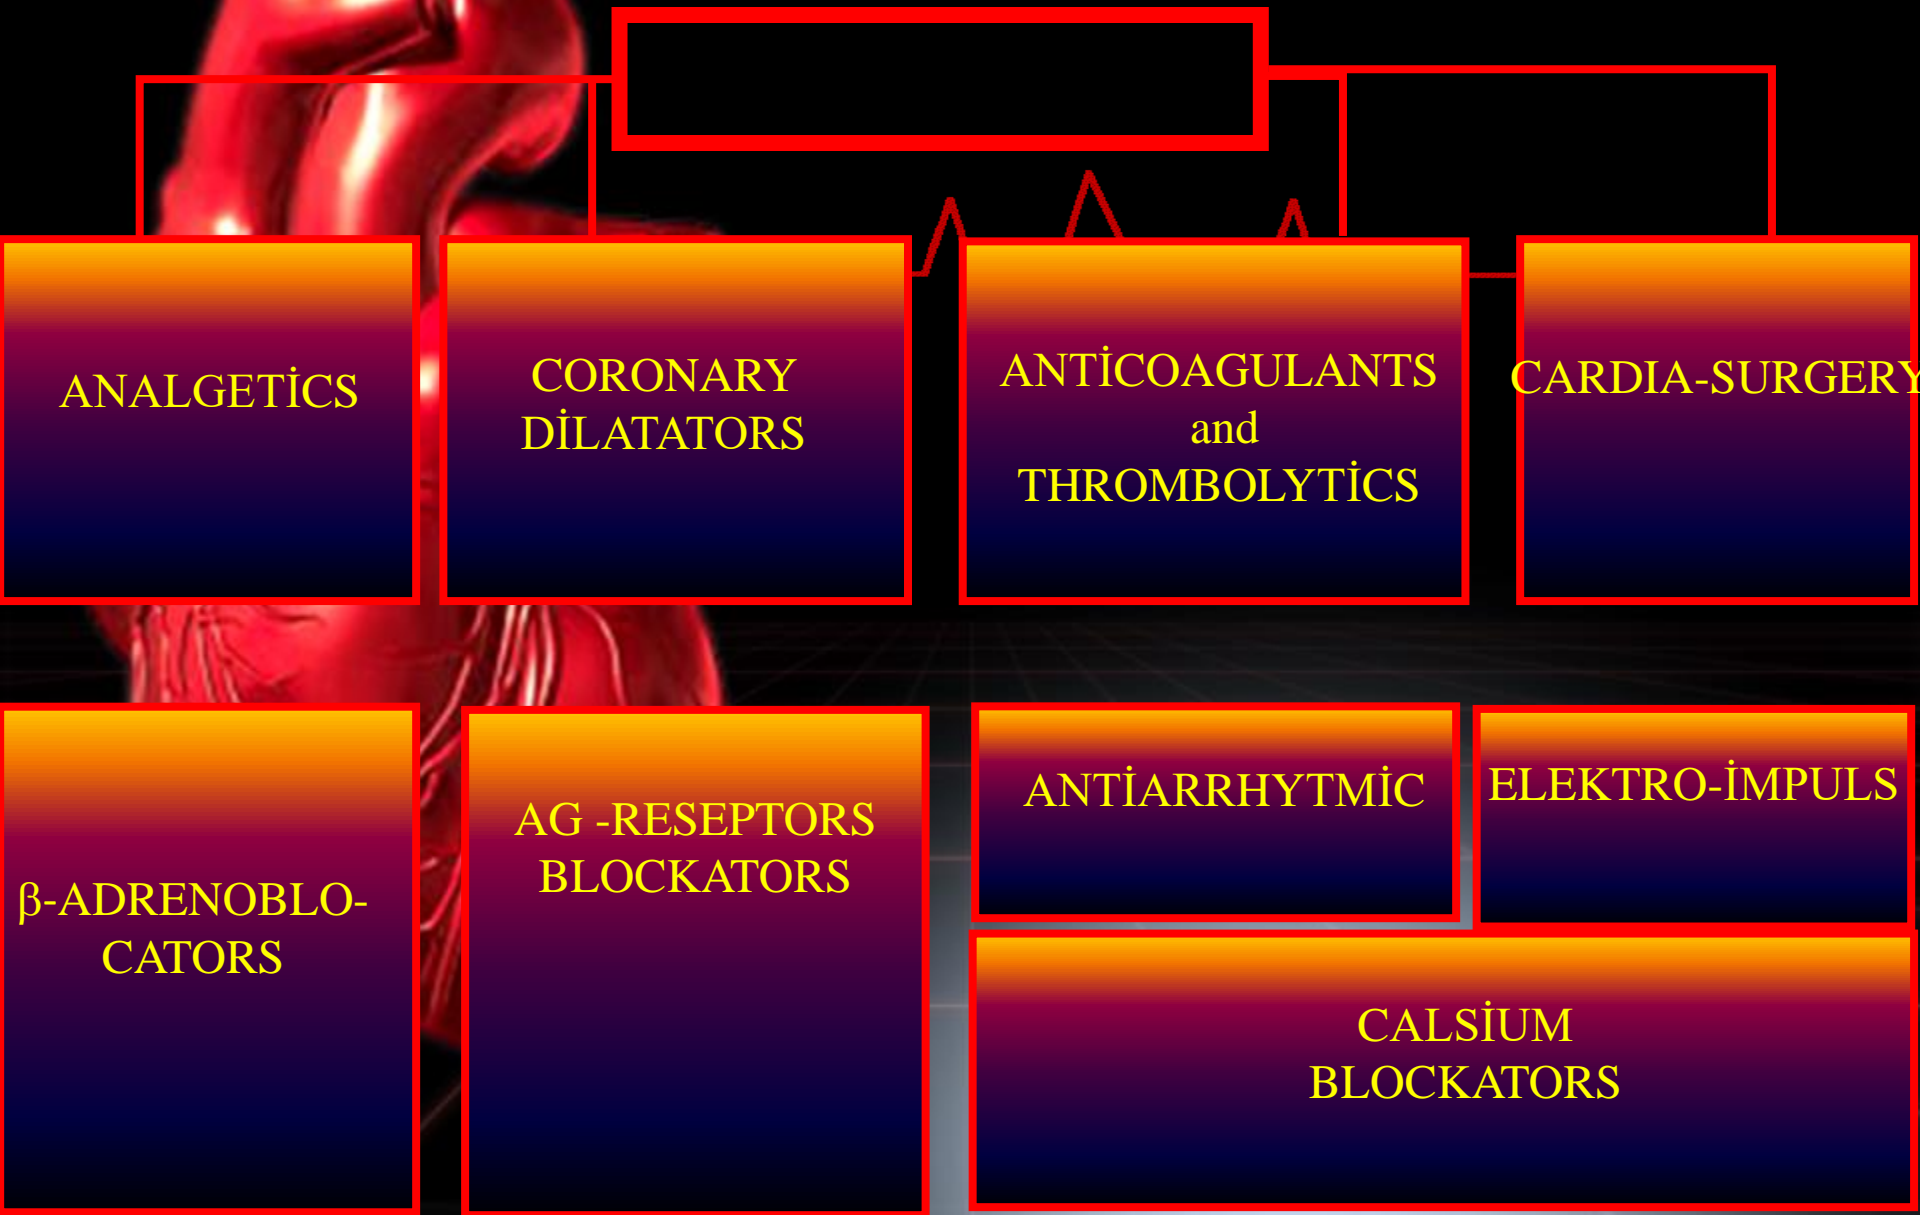 ANALGETİCS
CORONARY
DİLATATORS
ANTİCOAGULANTS
and
THROMBOLYTİCS
CARDIA-SURGERY
β-ADRENOBLO-
CATORS
AG -RESEPTORS
BLOCKATORS
ANTİARRHYTMİC
ELEKTRO-İMPULS
CALSİUM
BLOCKATORS